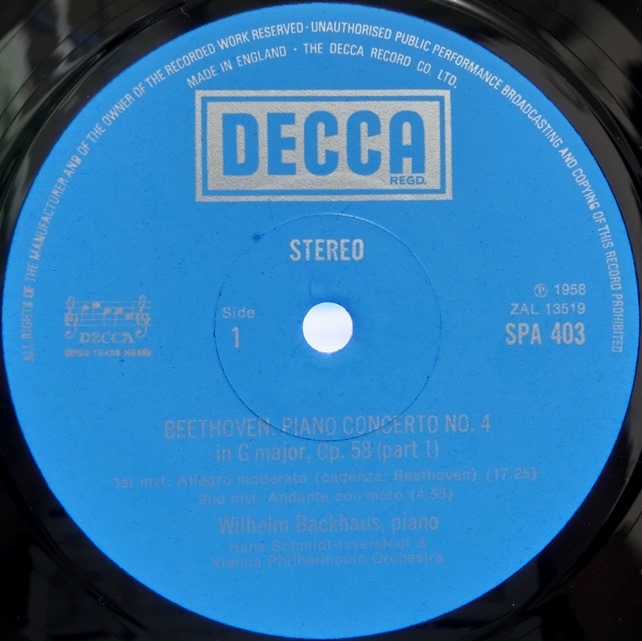 ALL RIGHTS OF THE MANUFACTURER AND OF THE OWNER OF THE RECORDED WORK RESERVED · UNAUTHORISED PUBLIC PERFORMANCE BROADCASTING AND COPYING OF THIS RECORD PROHIBITED
MADE IN ENGLAND · THE DECCA RECORD CO. LTD.
DECCA
REGD.
STEREO
℗ 1958
ZAL 13519
SPA 403
Side
1
DECCA
TRADE MARK
BEETHOVEN: PIANO CONCERTO NO. 4
in G major, Op. 58 (part 1)
1st mvt. Allegro moderato (cadenza: Beethoven) (17.25)
2nd mvt. Andante con moto (4.55)
Wilhelm Backhaus, piano
Hans Schmidt-Isserstedt &
Vienna Philharmonic Orchestra